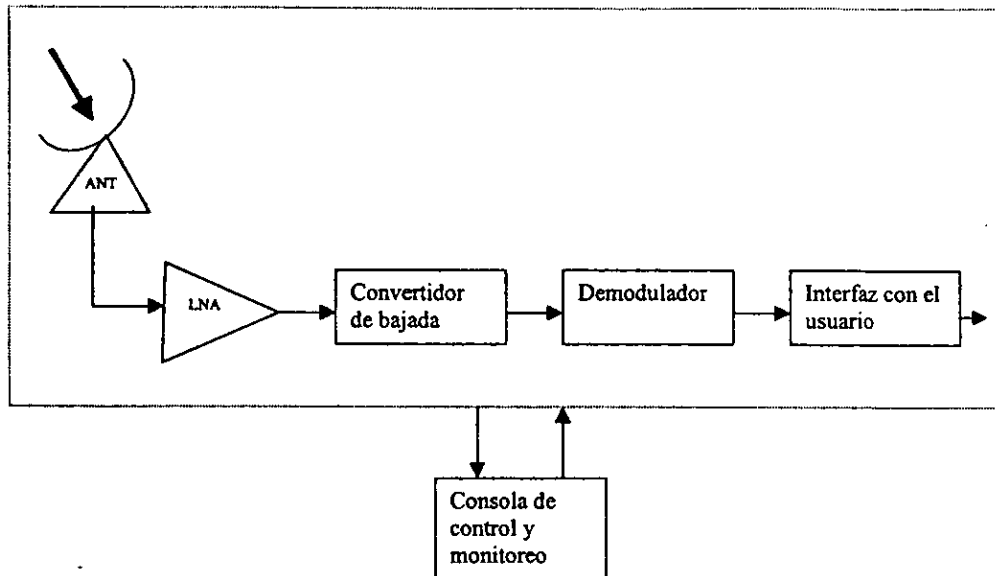 ANT
LNA
Convertidor
de bajada
Demodulador
Interfaz con el
usuario
Consola de
control y
monitoreo